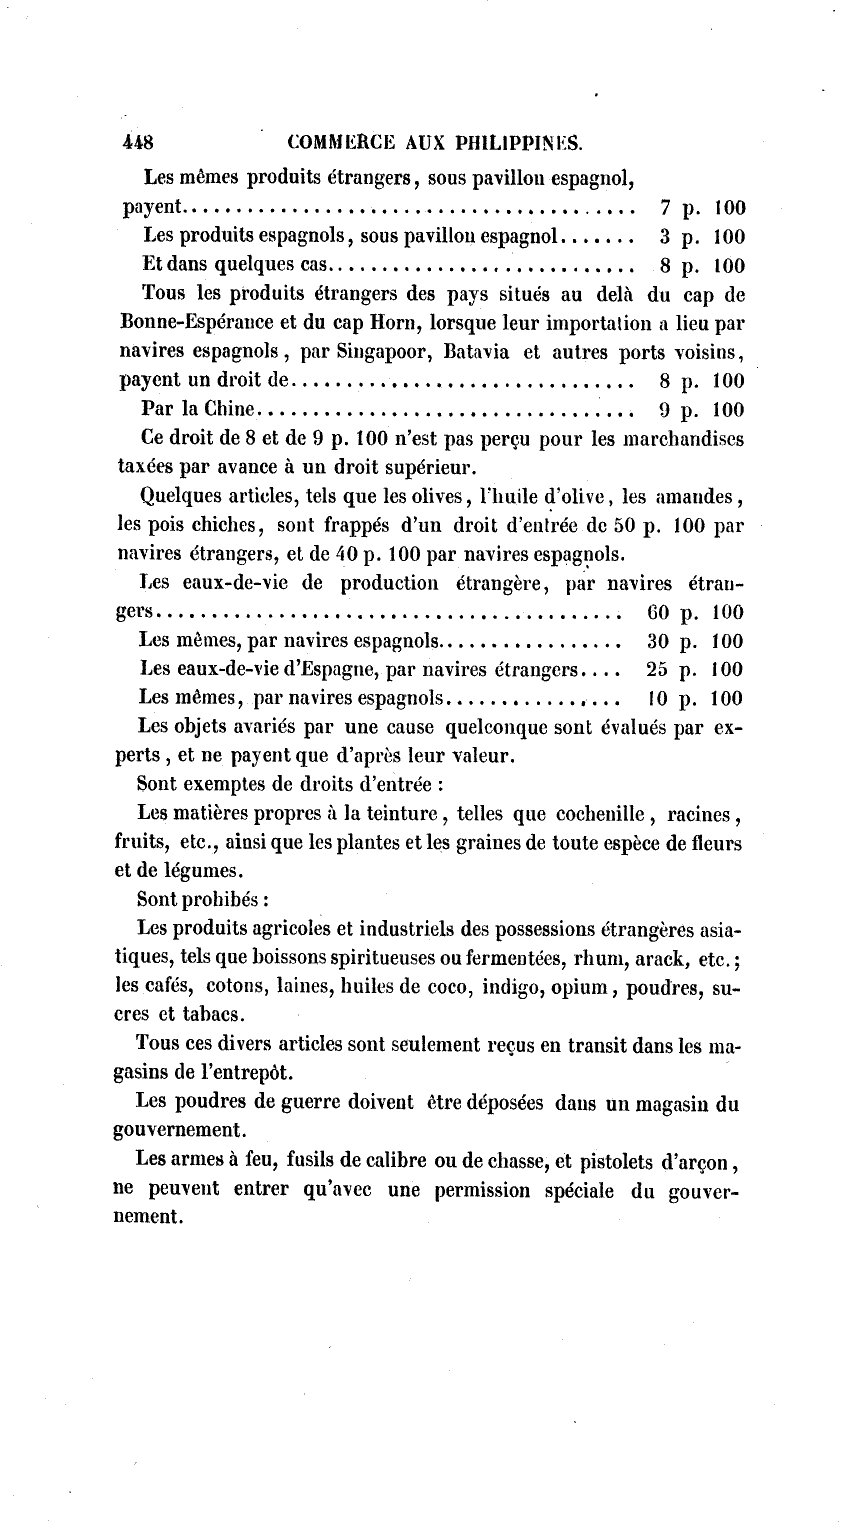 448 COMMERCE AUX PHILIPPINES.
Les mêmes produits étrangers, sous pavillon espagnol,
payent........................................... 7 p. 100
Les produits espagnols, sous pavillon espagnol....... 3 p. 100
Et dans quelques cas............................ 8 p. 100
Tous les produits étrangers des pays situés au delà du cap de
Bonne-Espérance et du cap Horn, lorsque leur importation a lieu par
navires espagnols, par Singapoor, Batavia et autres ports voisins,
payent un droit de............................... 8 p. 100
Par la Chine.................................. 9 p. 100
Ce droit de 8 et de 9 p. 100 n'est pas perçu pour les marchandises
taxées par avance à un droit supérieur.
Quelques articles, tels que les olives, l'huile d'olive, les amandes,
les pois chiches, sont frappés d'un droit d'entrée de 50 p. 100 par
navires étrangers, et de 40 p. 100 par navires espagnols.
Les eaux-de-vie de production étrangère, par navires étran-
gers.......................................... 60 p. 100
Les mêmes, par navires espagnols................. 30 p. 100
Les eaux-de-vie d'Espagne, par navires étrangers.... 25 p. 100
Les mêmes, par navires espagnols................ 10 p. 100
Les objets avariés par une cause quelconque sont évalués par ex-
perts, et ne payent que d'après leur valeur.
Sont exemptes de droits d'entrée :
Les matières propres à la teinture, telles que cochenille, racines,
fruits, etc., ainsi que les plantes et les graines de toute espèce de fleurs
et de légumes.
Sont prohibés :
Les produits agricoles et industriels des possessions étrangères asia-
tiques, tels que boissons spiritueuses ou fermentées, rhum, arack, etc.;
les cafés, cotons, laines, huiles de coco, indigo, opium, poudres, su-
cres et tabacs.
Tous ces divers articles sont seulement reçus en transit dans les ma-
gasins de l'entrepôt.
Les poudres de guerre doivent être déposées dans un magasin du
gouvernement.
Les armes à feu, fusils de calibre ou de chasse, et pistolets d'arçon,
ne peuvent entrer qu'avec une permission spéciale du gouver-
nement.